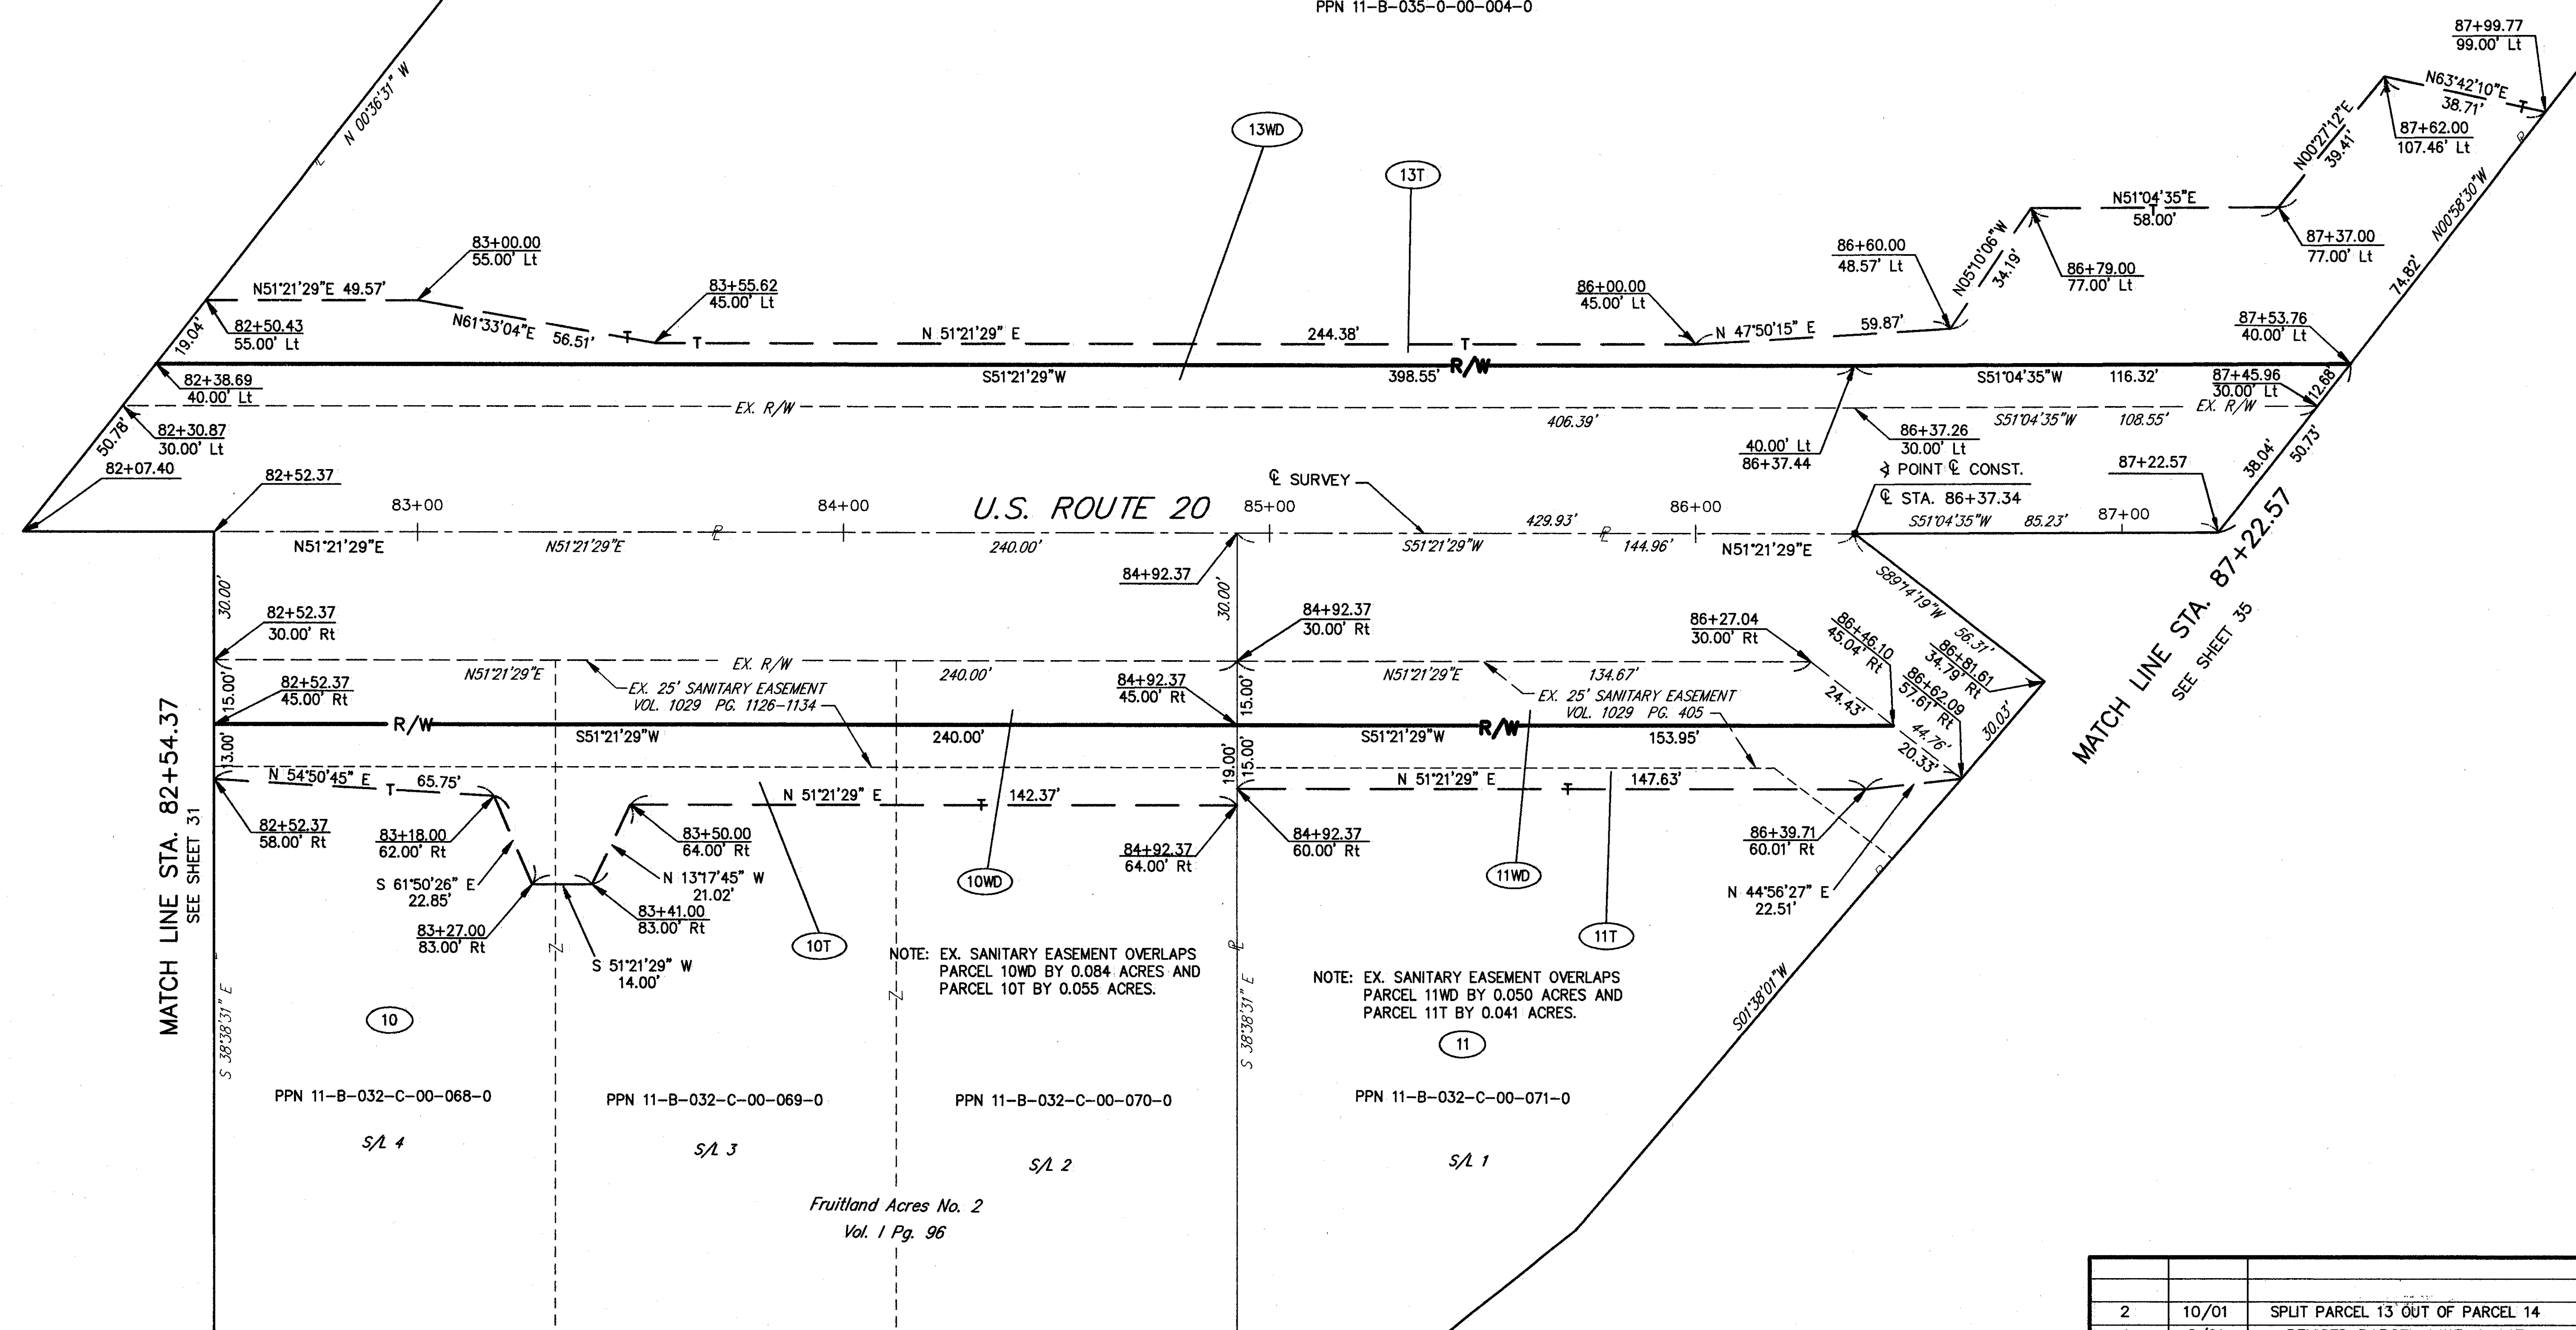 PPN 11-B-035-0-00-004-0
87+99.77
99.00' Lt
N 00°36'31" W
N63°42'10"E
38.71'
T
87+62.00
107.46' Lt
N00°27'12"E
39.41'
13WD
13T
N00°58'30"W
74.82'
N51°04'35"E
T
58.00'
87+37.00
77.00' Lt
86+79.00
77.00' Lt
N05°10'06"W
34.19'
86+60.00
48.57' Lt
83+00.00
55.00' Lt
N51°21'29"E 49.57'
83+55.62
45.00' Lt
86+00.00
45.00' Lt
19.04'
82+50.43
55.00' Lt
N61°33'04"E 56.51'
T
T
N 51°21'29" E
244.38'
T
N 47°50'15" E 59.87'
87+53.76
40.00' Lt
82+38.69
40.00' Lt
S51°21'29"W
398.55'
R/W
S51°04'35"W 116.32'
87+45.96
30.00' Lt
12.68'
EX. R/W
EX. R/W
50.78'
82+30.87
30.00' Lt
406.39'
S51°04'35"W 108.55'
86+37.26
30.00' Lt
40.00' Lt
86+37.44
38.04'
50.73'
82+07.40
82+52.37
℄ SURVEY
POINT ℄ CONST.
℄ STA. 86+37.34
87+22.57
83+00
84+00
U.S. ROUTE 20
85+00
86+00
87+00
429.93'
S51°04'35"W 85.23'
N51°21'29"E
N51°21'29"E
240.00'
S51°21'29"W
144.96'
N51°21'29"E
84+92.37
S89°14'19"W
56.31'
MATCH LINE STA. 87+22.57
SEE SHEET 35
30.00'
30.00'
82+52.37
30.00' Rt
84+92.37
30.00' Rt
86+27.04
30.00' Rt
86+46.10
45.04' Rt
86+81.61
34.79' Rt
86+62.09
57.61' Rt
EX. R/W
N51°21'29"E
240.00'
N51°21'29"E
134.67'
EX. 25' SANITARY EASEMENT
VOL. 1029 PG. 1126-1134
EX. 25' SANITARY EASEMENT
VOL. 1029 PG. 405
24.43'
15.00'
82+52.37
45.00' Rt
84+92.37
45.00' Rt
15.00'
30.03'
R/W
S51°21'29"W
240.00'
S51°21'29"W
R/W
153.95'
44.76'
20.33'
13.00'
19.00'
15.00'
N 54°50'45" E
T
65.75'
N 51°21'29" E
T
142.37'
N 51°21'29" E
T
147.63'
82+52.37
58.00' Rt
83+18.00
62.00' Rt
83+50.00
64.00' Rt
84+92.37
64.00' Rt
84+92.37
60.00' Rt
86+39.71
60.01' Rt
S 61°50'26" E
22.85'
N 13°17'45" W
21.02'
83+27.00
83.00' Rt
83+41.00
83.00' Rt
S 51°21'29" W
14.00'
10T
10WD
11WD
11T
N 44°56'27" E
22.51'
MATCH LINE STA. 82+54.37
SEE SHEET 31
NOTE: EX. SANITARY EASEMENT OVERLAPS
PARCEL 10WD BY 0.084 ACRES AND
PARCEL 10T BY 0.055 ACRES.
NOTE: EX. SANITARY EASEMENT OVERLAPS
PARCEL 11WD BY 0.050 ACRES AND
PARCEL 11T BY 0.041 ACRES.
S 38°38'31" E
S 38°38'31" E
S01°38'01"W
10
11
PPN 11-B-032-C-00-068-0
PPN 11-B-032-C-00-069-0
PPN 11-B-032-C-00-070-0
PPN 11-B-032-C-00-071-0
S/L 4
S/L 3
S/L 2
S/L 1
Fruitland Acres No. 2
Vol. I Pg. 96
2 10/01 SPLIT PARCEL 13 OUT OF PARCEL 14